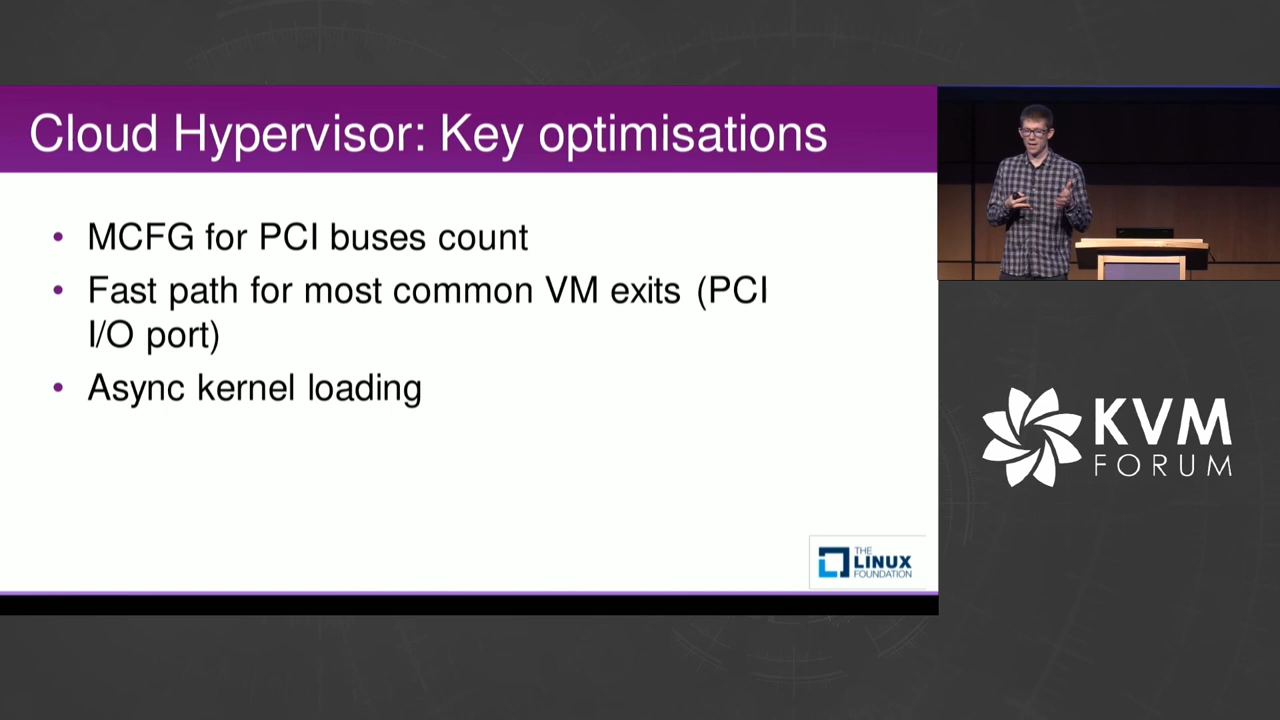 Cloud Hypervisor: Key optimisations
• MCFG for PCI buses count
• Fast path for most common VM exits (PCI
I/O port)
• Async kernel loading
THE
LINUX
FOUNDATION
KVM
FORUM